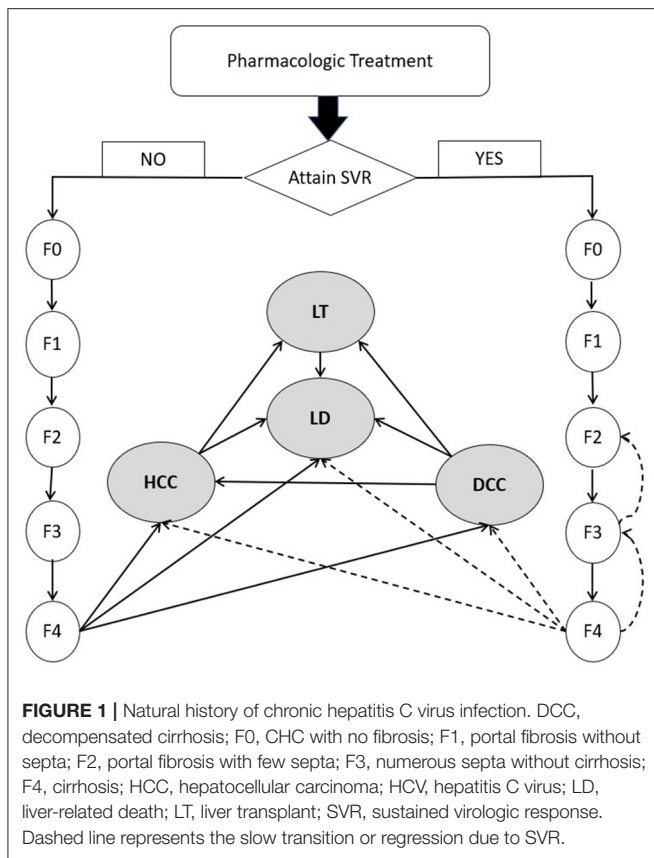 Pharmacologic Treatment
NO
YES
Attain SVR
F0
F0
LT
F1
F1
LD
F2
F2
HCC
DCC
F3
F3
F4
F4
FIGURE 1 | Natural history of chronic hepatitis C virus infection. DCC,
decompensated cirrhosis; F0, CHC with no fibrosis; F1, portal fibrosis without
septa; F2, portal fibrosis with few septa; F3, numerous septa without cirrhosis;
F4, cirrhosis; HCC, hepatocellular carcinoma; HCV, hepatitis C virus; LD,
liver-related death; LT, liver transplant; SVR, sustained virologic response.
Dashed line represents the slow transition or regression due to SVR.